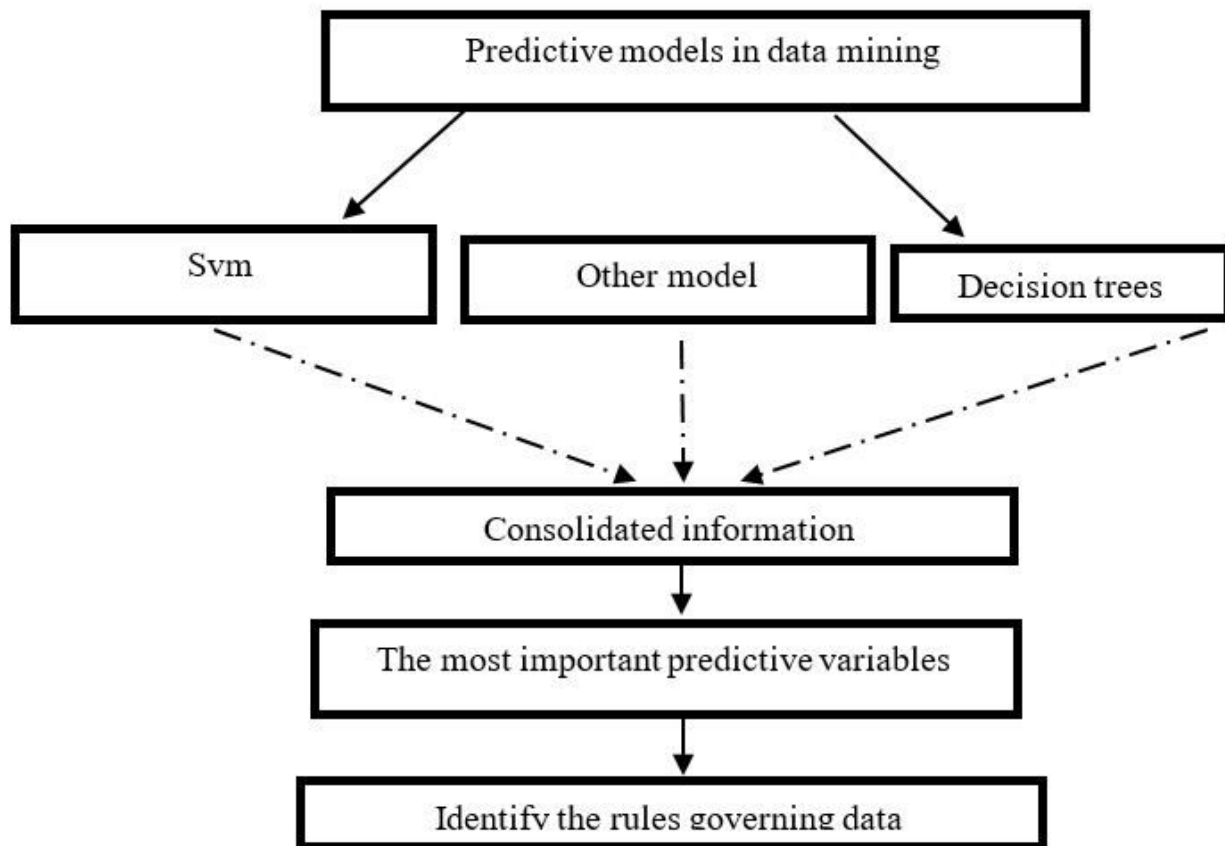 Predictive models in data mining
Svm
Other model
Decision trees
Consolidated information
The most important predictive variables
Identify the rules governing data